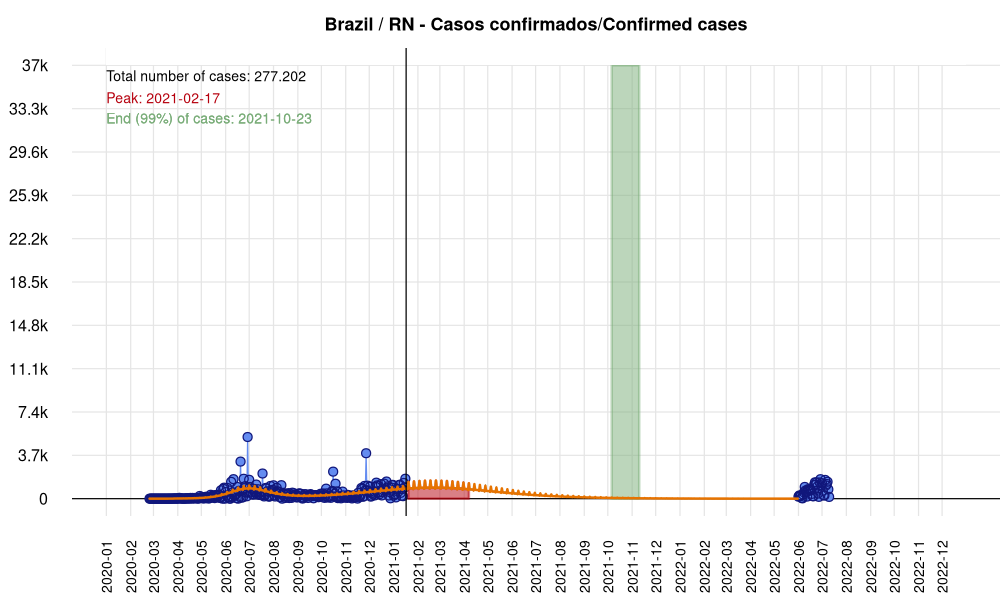 Brazil / RN - Casos confirmados/Confirmed cases
37k
Total number of cases: 277.202
Peak: 2021-02-17
33.3k
End (99%) of cases: 2021-10-23
29.6k
25.9k
22.2k
18.5k
14.8k
11.1k
7.4k
3.7k
0
2020-01
2020-02
2020-03
2020-04
2020-05
2020-06
2020-07
2020-08
2020-09
2020-10
2020-11
2020-12
2021-01
2021-02
2021-03
2021-04
2021-05
2021-06
2021-07
2021-08
2021-09
2021-10
2021-11
2021-12
2022-01
2022-02
2022-03
2022-04
2022-05
2022-06
2022-07
2022-08
2022-09
2022-10
2022-11
2022-12